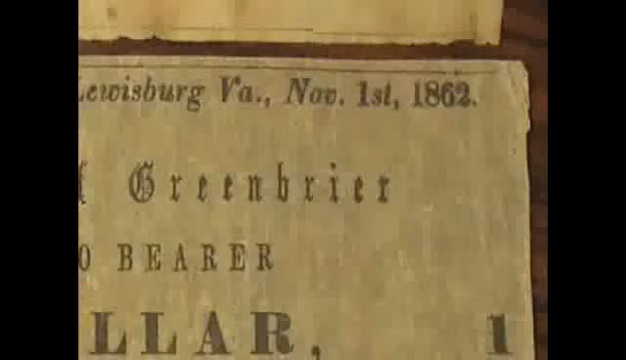 Lewisburg Va., Nov. 1st, 1862.
Greenbrier
O BEARER
LLAR, 1